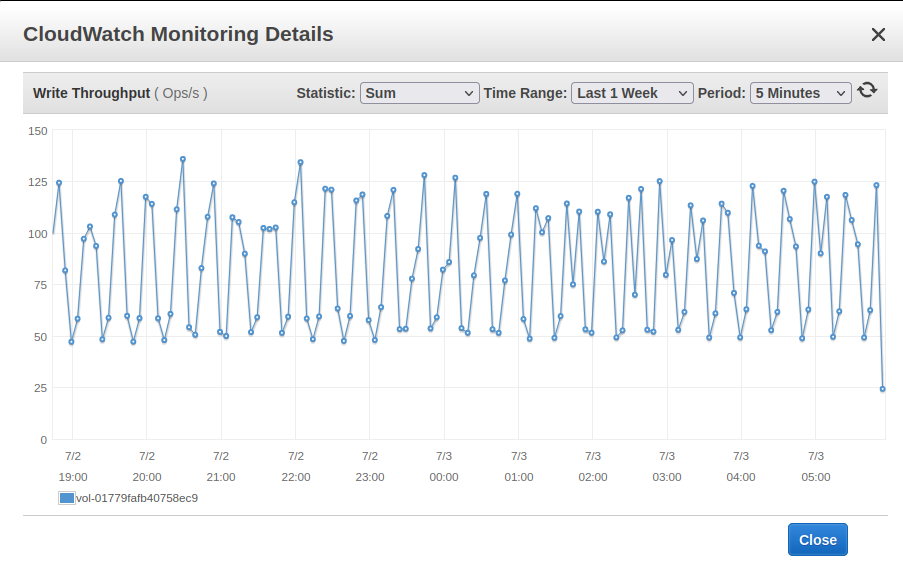 CloudWatch Monitoring Details
Write Throughput ( Ops/s ) Statistic: Sum Time Range: Last 1 Week Period: 5 Minutes
150
125
100
75
50
25
0
7/2 7/2 7/2 7/2 7/2 7/3 7/3 7/3 7/3 7/3 7/3
19:00 20:00 21:00 22:00 23:00 00:00 01:00 02:00 03:00 04:00 05:00
vol-01779fafb40758ec9
Close